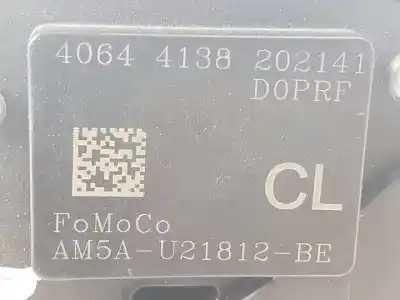 4064 4138 202141
D0PRF
CL
FoMoCo
AM5A-U21812-BE